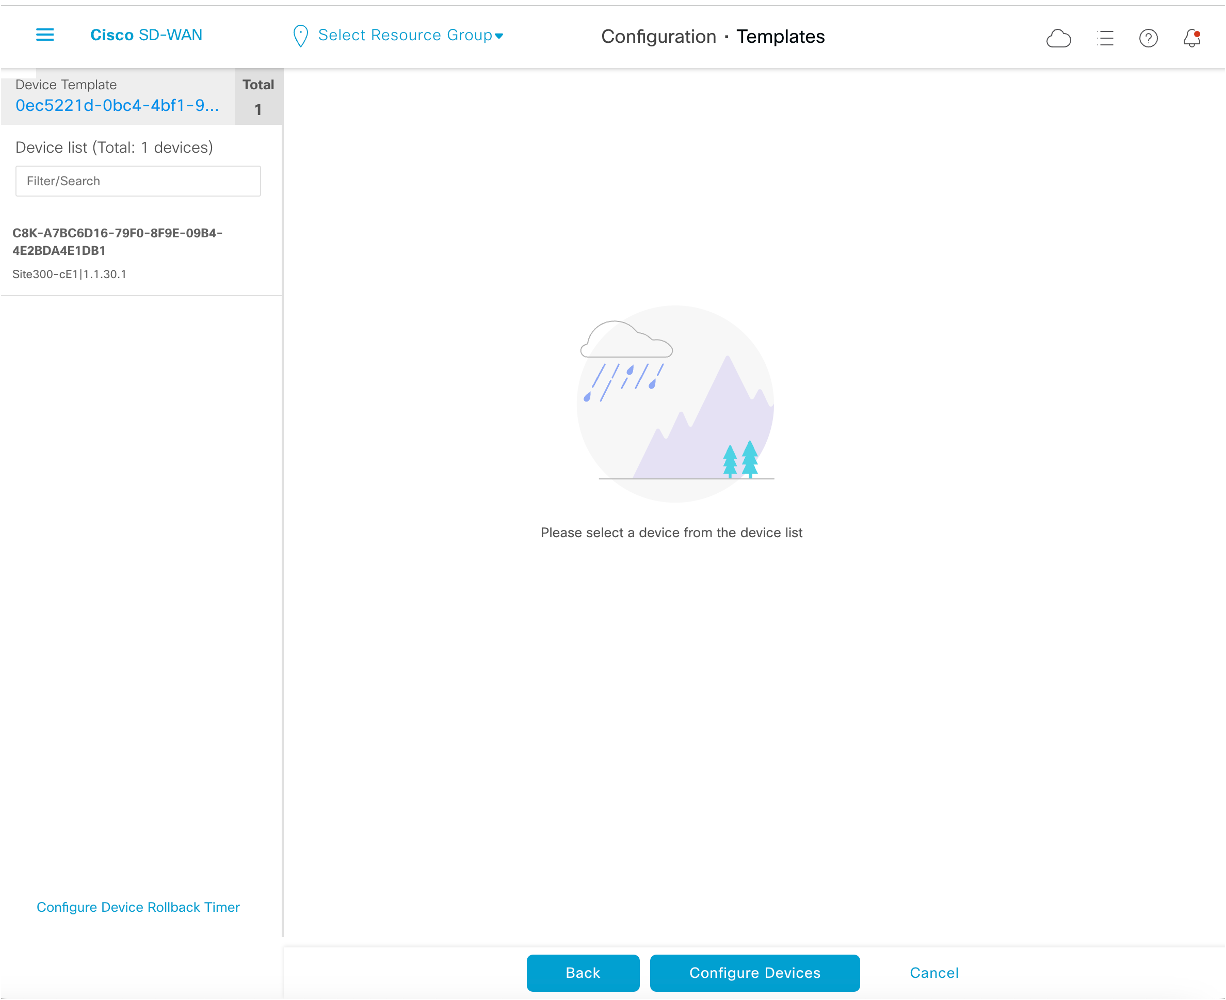 Cisco SD-WAN
Select Resource Group
Configuration · Templates
Device Template
0ec5221d-0bc4-4bf1-9...
Total
1
Device list (Total: 1 devices)
Filter/Search
C8K-A7BC6D16-79F0-8F9E-09B4-
4E2BDA4E1DB1
Site300-cE1|1.1.30.1
Please select a device from the device list
Configure Device Rollback Timer
Back
Configure Devices
Cancel